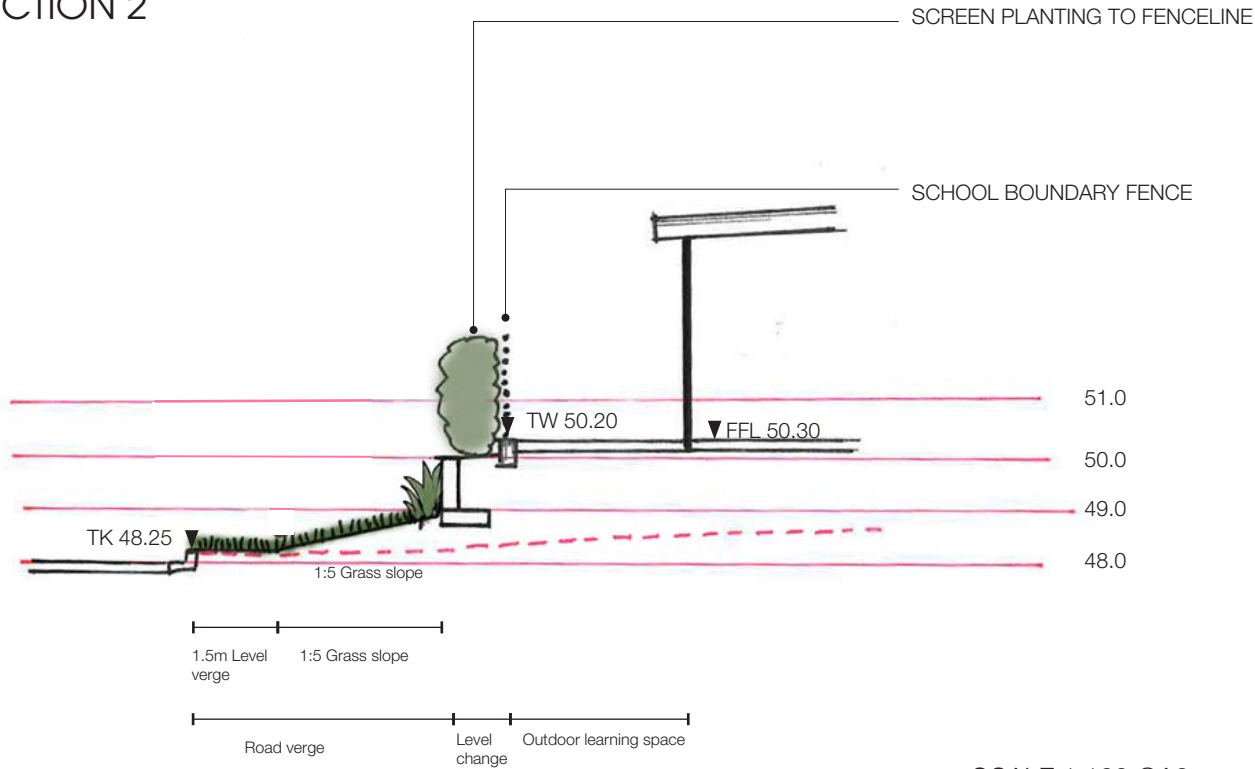 CTION 2
SCREEN PLANTING TO FENCELINE
SCHOOL BOUNDARY FENCE
51.0
TW 50.20
FFL 50.30
50.0
49.0
TK 48.25
48.0
1:5 Grass slope
1.5m Level
verge
1:5 Grass slope
Road verge
Level
change
Outdoor learning space